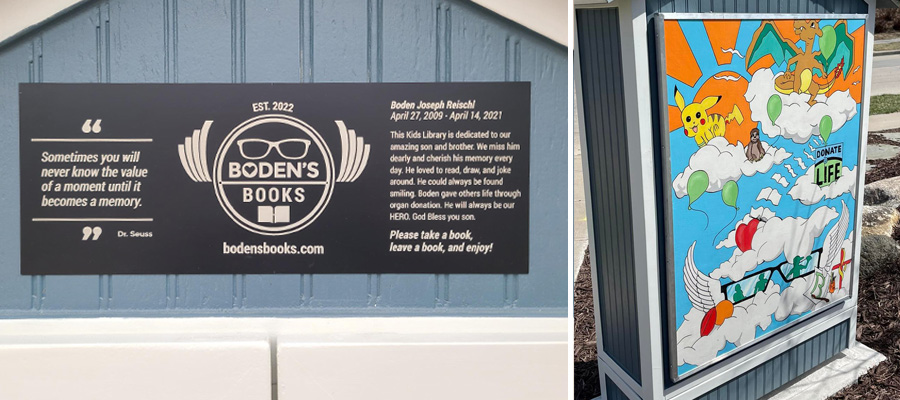 “
Sometimes you will
never know the value
of a moment until it
becomes a memory.
”
Dr. Seuss
EST. 2022
BODEN'S
BOOKS
bodensbooks.com
Boden Joseph Reischl
April 27, 2009 - April 14, 2021
This Kids Library is dedicated to our
amazing son and brother. We miss him
dearly and cherish his memory every
day. He loved to read, draw, and joke
around. He could always be found
smiling. Boden gave others life through
organ donation. He will always be our
HERO. God Bless you son.
Please take a book,
leave a book, and enjoy!
DONATE
LIFE